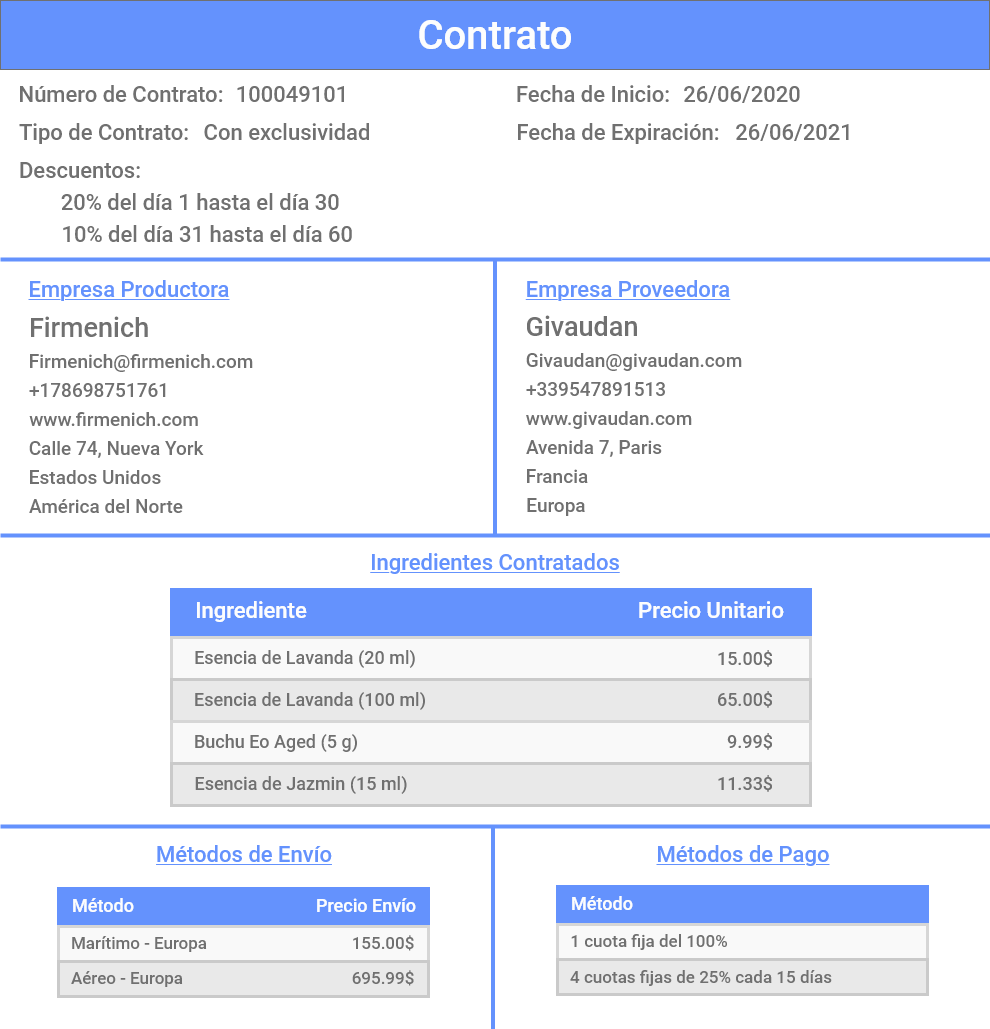 Contrato
Número de Contrato: 100049101
Fecha de Inicio: 26/06/2020
Tipo de Contrato: Con exclusividad
Fecha de Expiración: 26/06/2021
Descuentos:
20% del día 1 hasta el día 30
10% del día 31 hasta el día 60
Empresa Productora
Firmenich
Firmenich@firmenich.com
+178698751761
www.firmenich.com
Calle 74, Nueva York
Estados Unidos
América del Norte
Empresa Proveedora
Givaudan
Givaudan@givaudan.com
+339547891513
www.givaudan.com
Avenida 7, Paris
Francia
Europa
Ingredientes Contratados
Ingrediente Precio Unitario
Esencia de Lavanda (20 ml) 15.00$
Esencia de Lavanda (100 ml) 65.00$
Buchu Eo Aged (5 g) 9.99$
Esencia de Jazmin (15 ml) 11.33$
Métodos de Envío
Método Precio Envío
Marítimo - Europa 155.00$
Aéreo - Europa 695.99$
Métodos de Pago
Método
1 cuota fija del 100%
4 cuotas fijas de 25% cada 15 días